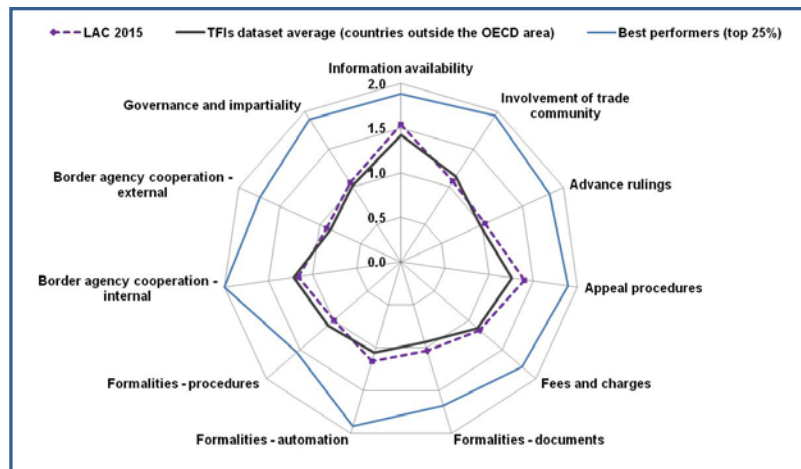 LAC 2015
TFIs dataset average (countries outside the OECD area)
Best performers (top 25%)
Information availability
2.0
Governance and impartiality
Involvement of trade
community
1.5
Border agency cooperation -
external
1.0
Advance rulings
0.5
Border agency cooperation -
internal
0.0
Appeal procedures
Formalities - procedures
Fees and charges
Formalities - automation
Formalities - documents